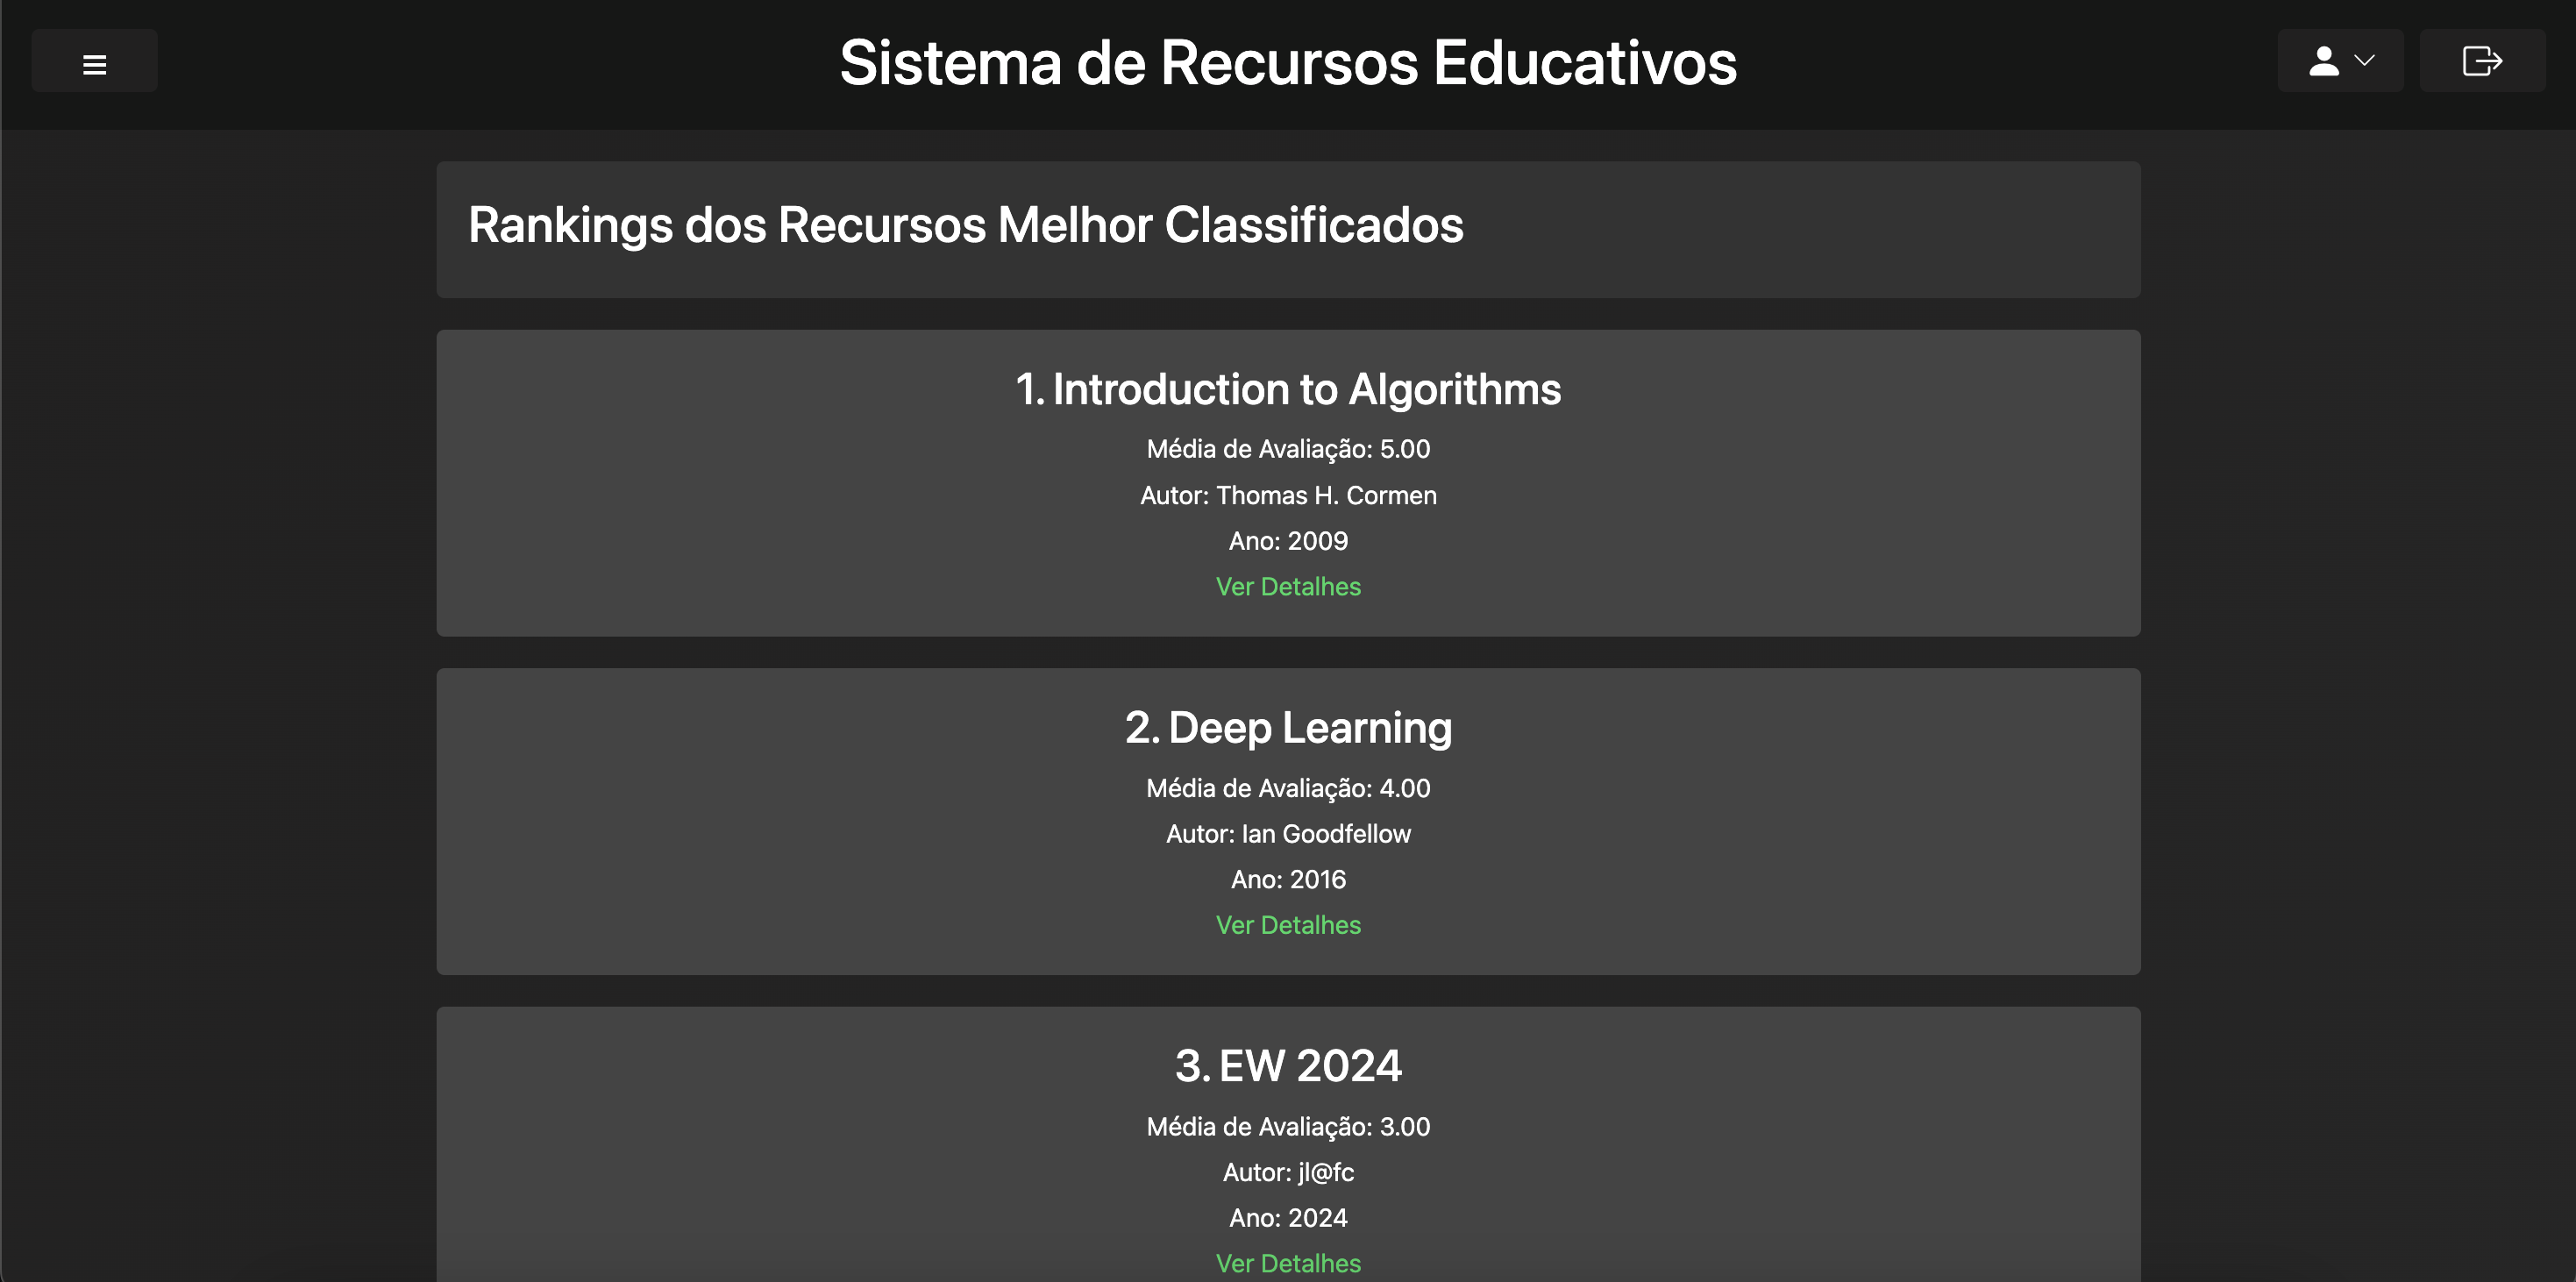 Sistema de Recursos Educativos
Rankings dos Recursos Melhor Classificados
1. Introduction to Algorithms
Média de Avaliação: 5.00
Autor: Thomas H. Cormen
Ano: 2009
Ver Detalhes
2. Deep Learning
Média de Avaliação: 4.00
Autor: Ian Goodfellow
Ano: 2016
Ver Detalhes
3. EW 2024
Média de Avaliação: 3.00
Autor: jl@fc
Ano: 2024
Ver Detalhes